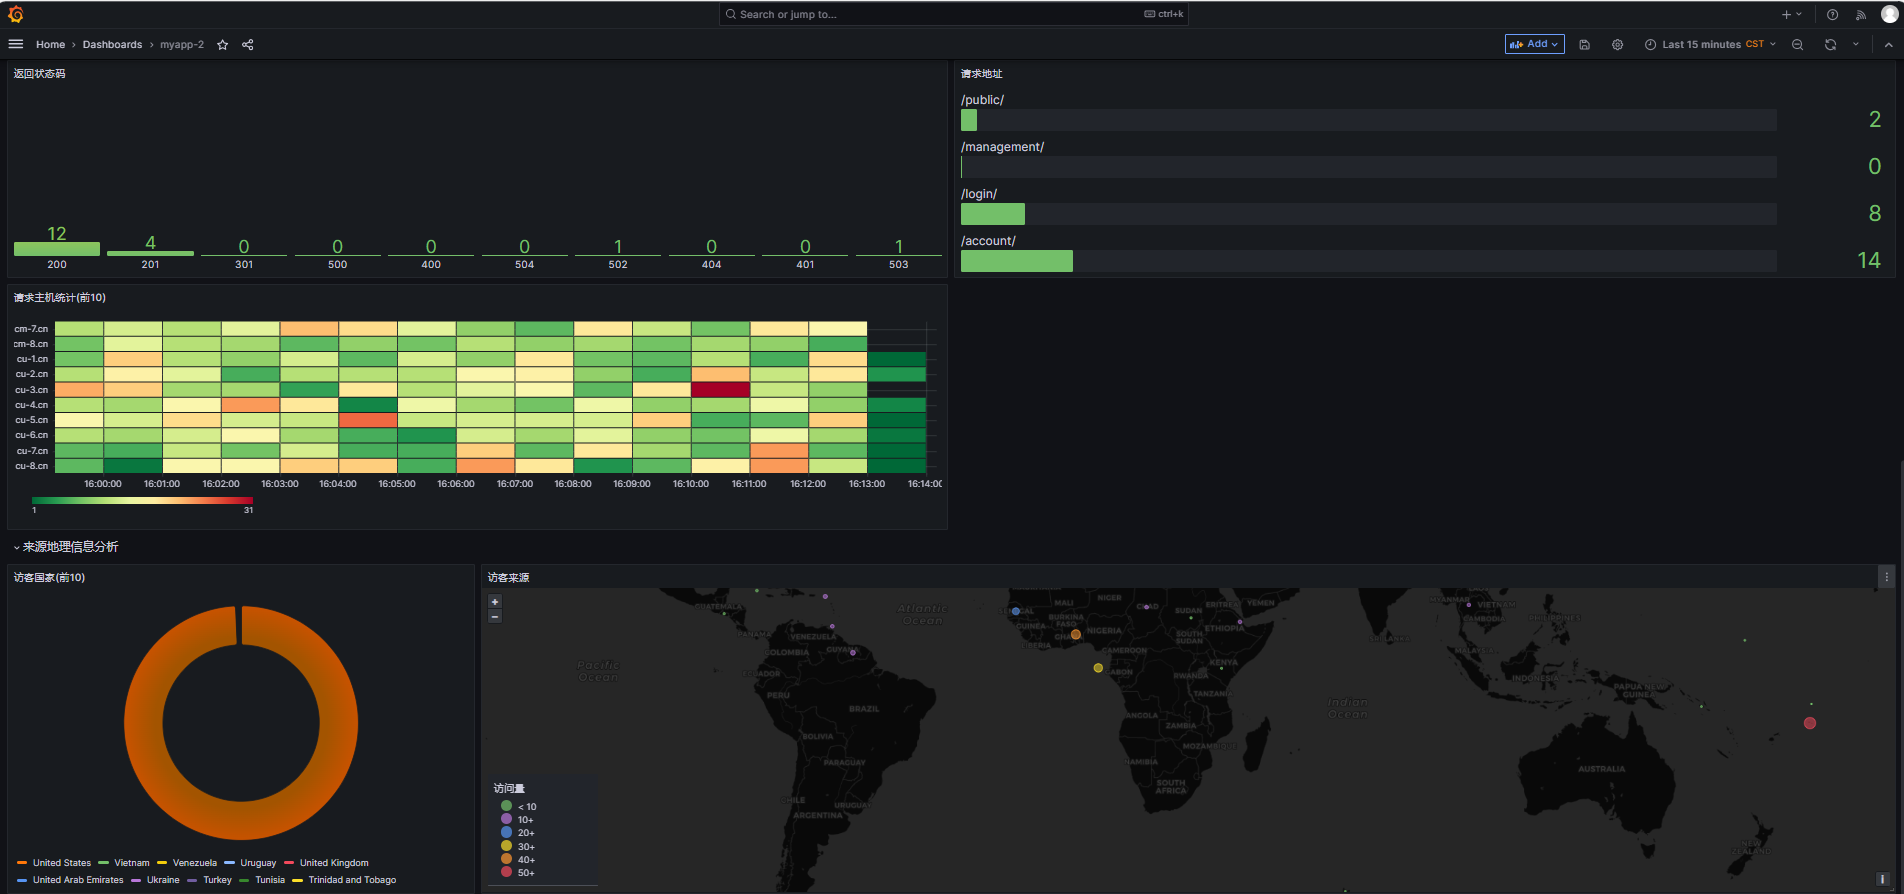 Search or jump to...
ctrl+k
Home › Dashboards › myapp-2
Add
Last 15 minutes CST
返回状态码
12 4 0 0 0 0 1 0 0 1
200 201 301 500 400 504 502 404 401 503
请求地址
/public/
2
/management/
0
/login/
8
/account/
14
请求主机统计(前10)
cm-7.cn
cm-8.cn
cu-1.cn
cu-2.cn
cu-3.cn
cu-4.cn
cu-5.cn
cu-6.cn
cu-7.cn
cu-8.cn
16:00:00 16:01:00 16:02:00 16:03:00 16:04:00 16:05:00 16:06:00 16:07:00 16:08:00 16:09:00 16:10:00 16:11:00 16:12:00 16:13:00 16:14:00
1 31
来源地理信息分析
访客国家(前10)
United States Vietnam Venezuela Uruguay United Kingdom
United Arab Emirates Ukraine Turkey Tunisia Trinidad and Tobago
访客来源
+
−
GUATEMALA
PANAMA
VENEZUELA
COLOMBIA
GUYANA
ECUADOR
PERU
BRAZIL
BOLIVIA
PARAGUAY
CHILE
URUGUAY
ARGENTINA
Pacific
Ocean
Atlantic
Ocean
MALI
NIGER
CHAD
SUDAN
ERITREA
YEMEN
BURKINA
FASO
GUINEA
NIGERIA
LIBERIA
SOUTH
SUDAN
ETHIOPIA
CAMEROON
KENYA
RWANDA
TANZANIA
ANGOLA
ZAMBIA
MOZAMBIQUE
NAMIBIA
SOUTH
AFRICA
Indian
Ocean
SRI LANKA
MYANMAR
VIETNAM
CAMBODIA
PHILIPPINES
MALAYSIA
INDONESIA
PAPUA NEW
GUINEA
AUSTRALIA
NEW
ZEALAND
访问量
< 10
10+
20+
30+
40+
50+
i